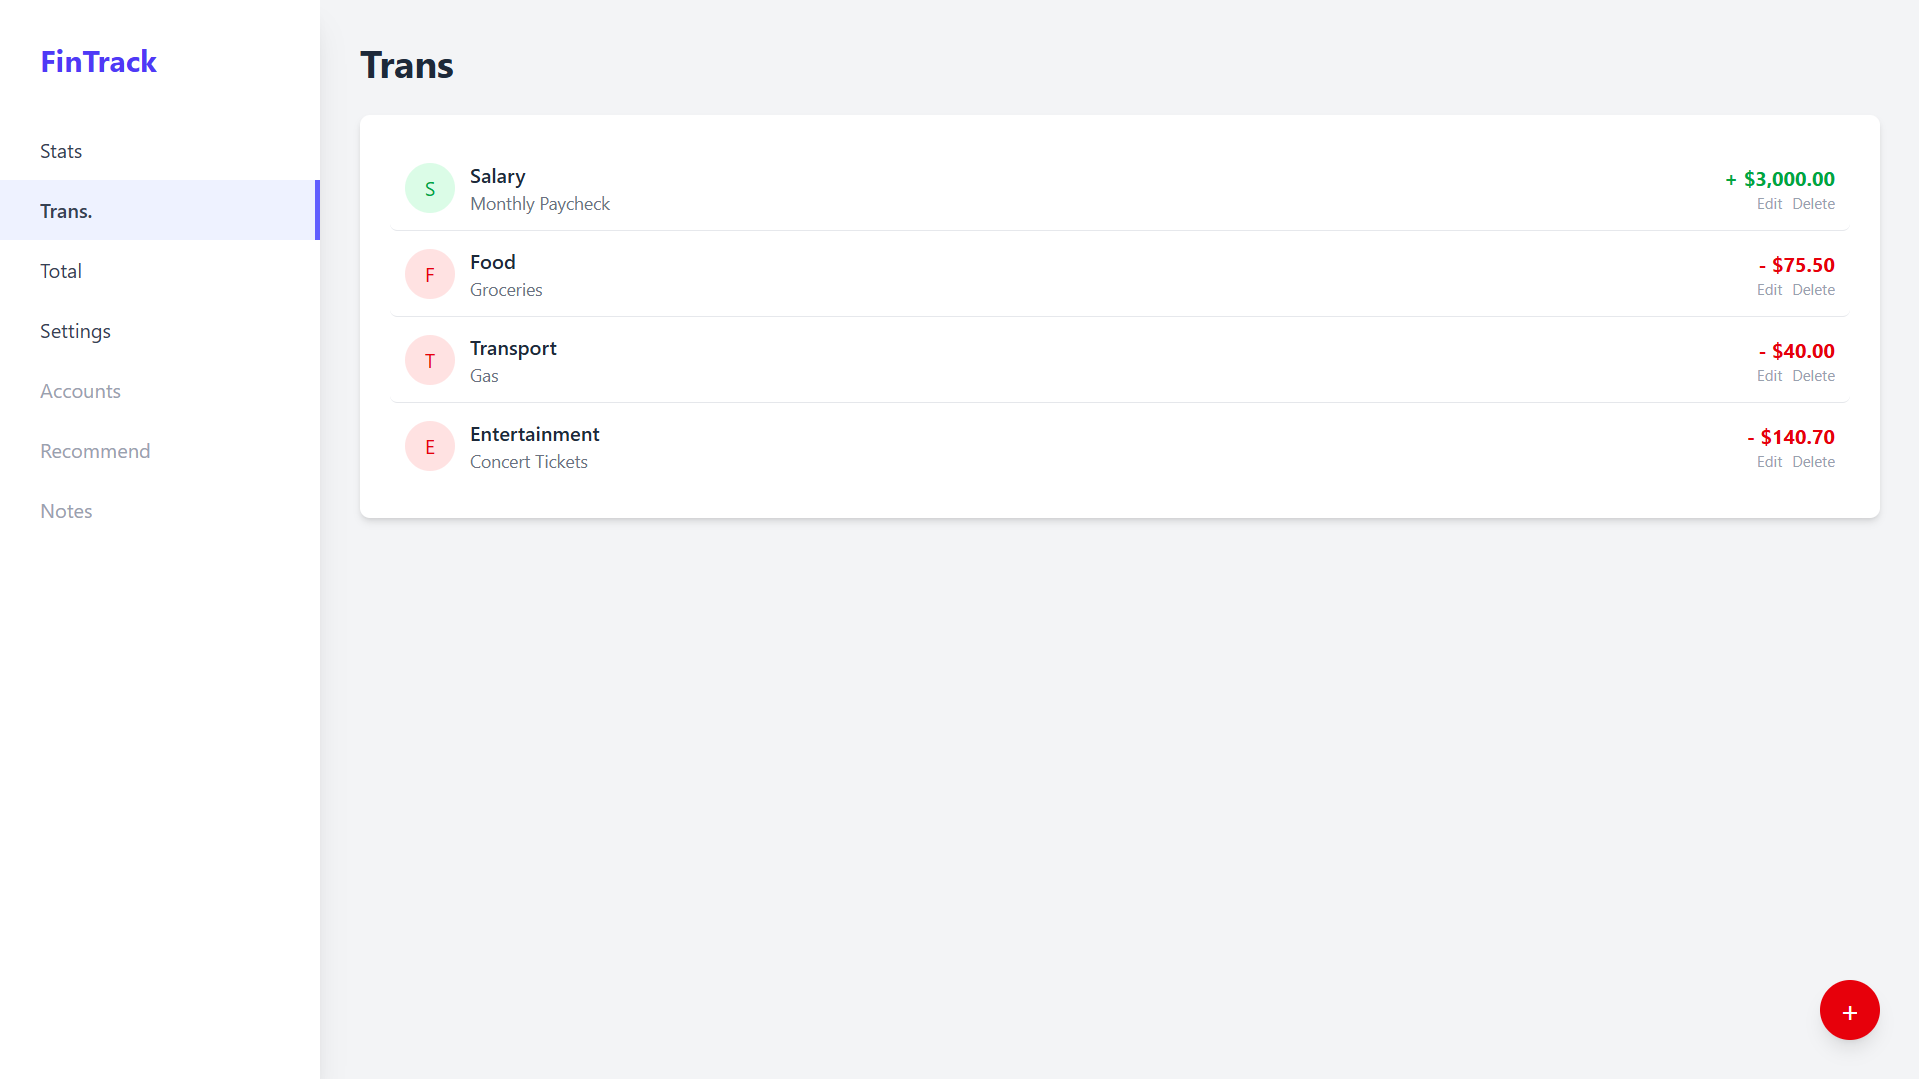 FinTrack
Stats
Trans.
Total
Settings
Accounts
Recommend
Notes
Trans
S
Salary
Monthly Paycheck
+ $3,000.00
Edit Delete
F
Food
Groceries
- $75.50
Edit Delete
T
Transport
Gas
- $40.00
Edit Delete
E
Entertainment
Concert Tickets
- $140.70
Edit Delete
+